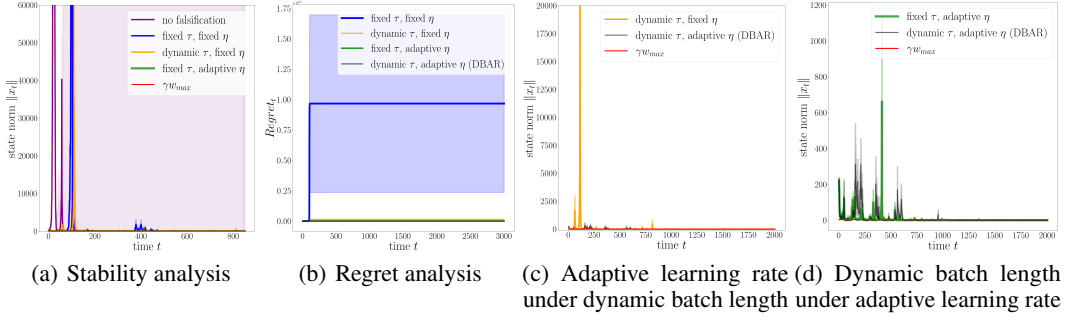 60000
50000
40000
30000
20000
10000
0
state norm ‖x_t‖
0
200
400
600
800
time t
no falsification
fixed τ, fixed η
dynamic τ, fixed η
fixed τ, adaptive η
γw_max
(a) Stability analysis
1.75
1.50
1.25
1.00
0.75
0.50
0.25
0.00
Regret_t
0
500
1000
1500
2000
2500
3000
time t
fixed τ, fixed η
dynamic τ, fixed η
fixed τ, adaptive η
dynamic τ, adaptive η (DBAR)
(b) Regret analysis
20000
17500
15000
12500
10000
7500
5000
2500
0
state norm ‖x_t‖
0
250
500
750
1000
1250
1500
1750
2000
time t
dynamic τ, fixed η
dynamic τ, adaptive η (DBAR)
γw_max
(c) Adaptive learning rate
under dynamic batch length
1200
1000
800
600
400
200
0
state norm ‖x_t‖
0
250
500
750
1000
1250
1500
1750
2000
time t
fixed τ, adaptive η
dynamic τ, adaptive η (DBAR)
γw_max
(d) Dynamic batch length
under adaptive learning rate